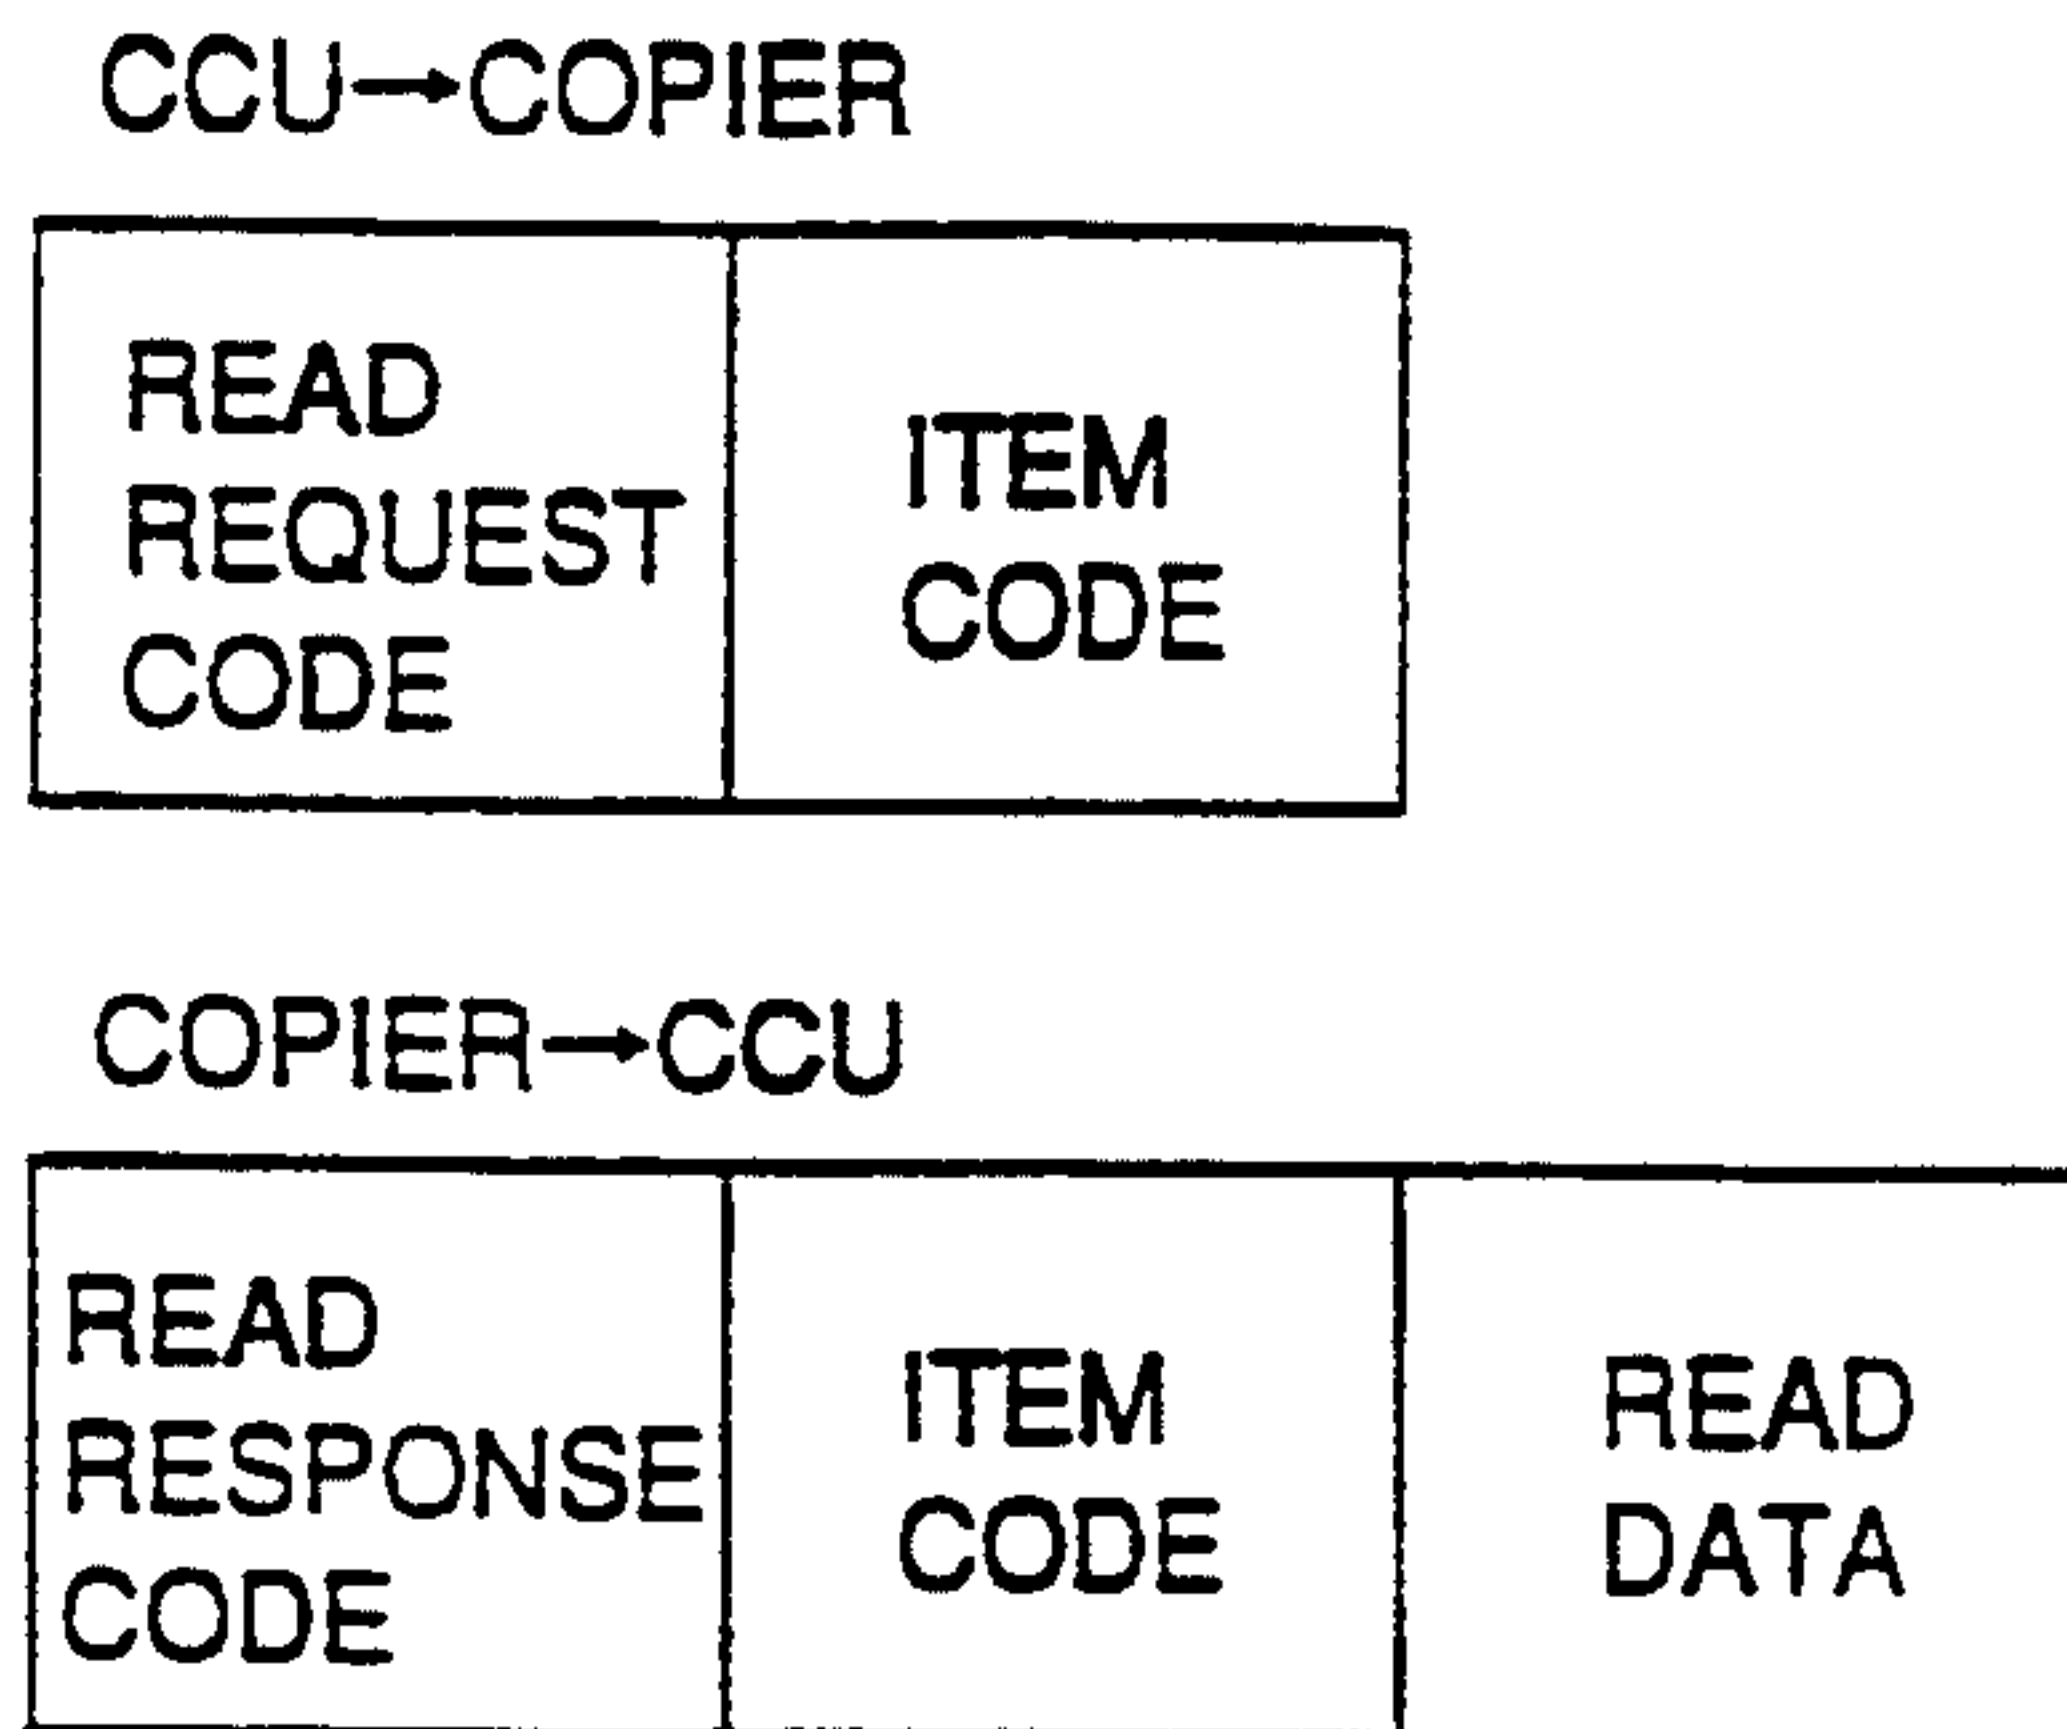 CCU→COPIER
READ
REQUEST
CODE
ITEM
CODE
COPIER→CCU
READ
RESPONSE
CODE
ITEM
CODE
READ
DATA